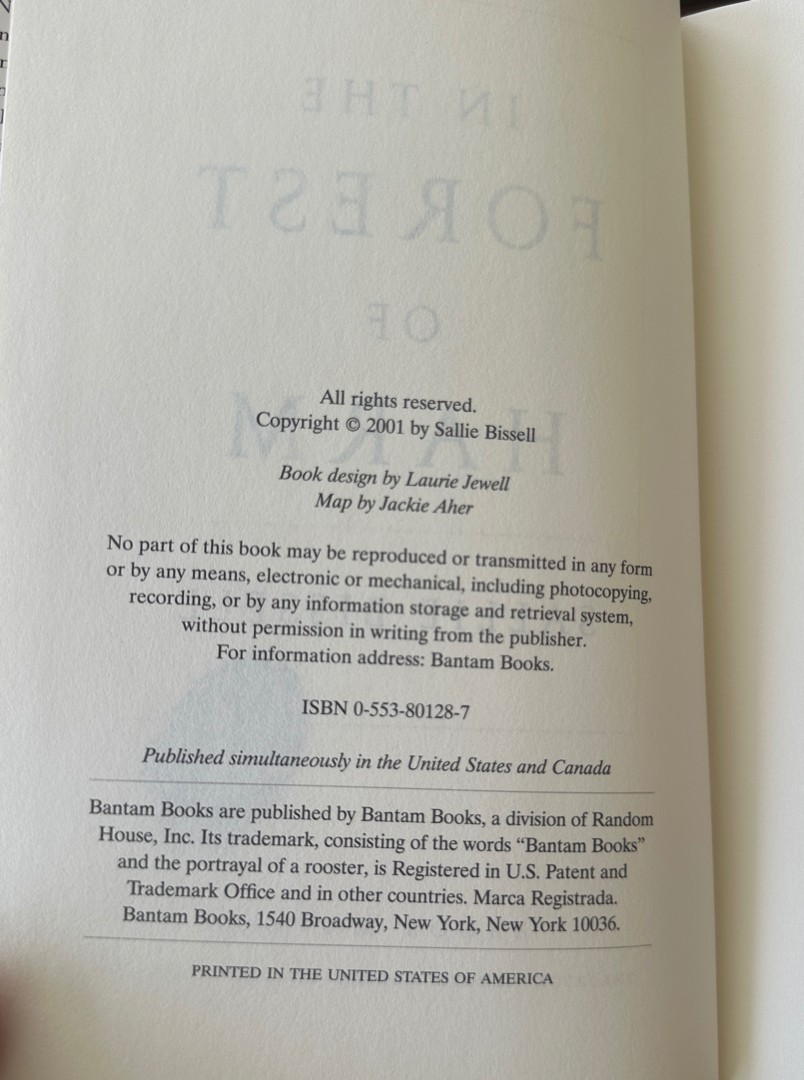 IN THE
FOREST
OF
HARM
All rights reserved.
Copyright © 2001 by Sallie Bissell
Book design by Laurie Jewell
Map by Jackie Aher
No part of this book may be reproduced or transmitted in any form
or by any means, electronic or mechanical, including photocopying,
recording, or by any information storage and retrieval system,
without permission in writing from the publisher.
For information address: Bantam Books.
ISBN 0-553-80128-7
Published simultaneously in the United States and Canada
Bantam Books are published by Bantam Books, a division of Random
House, Inc. Its trademark, consisting of the words “Bantam Books”
and the portrayal of a rooster, is Registered in U.S. Patent and
Trademark Office and in other countries. Marca Registrada.
Bantam Books, 1540 Broadway, New York, New York 10036.
PRINTED IN THE UNITED STATES OF AMERICA